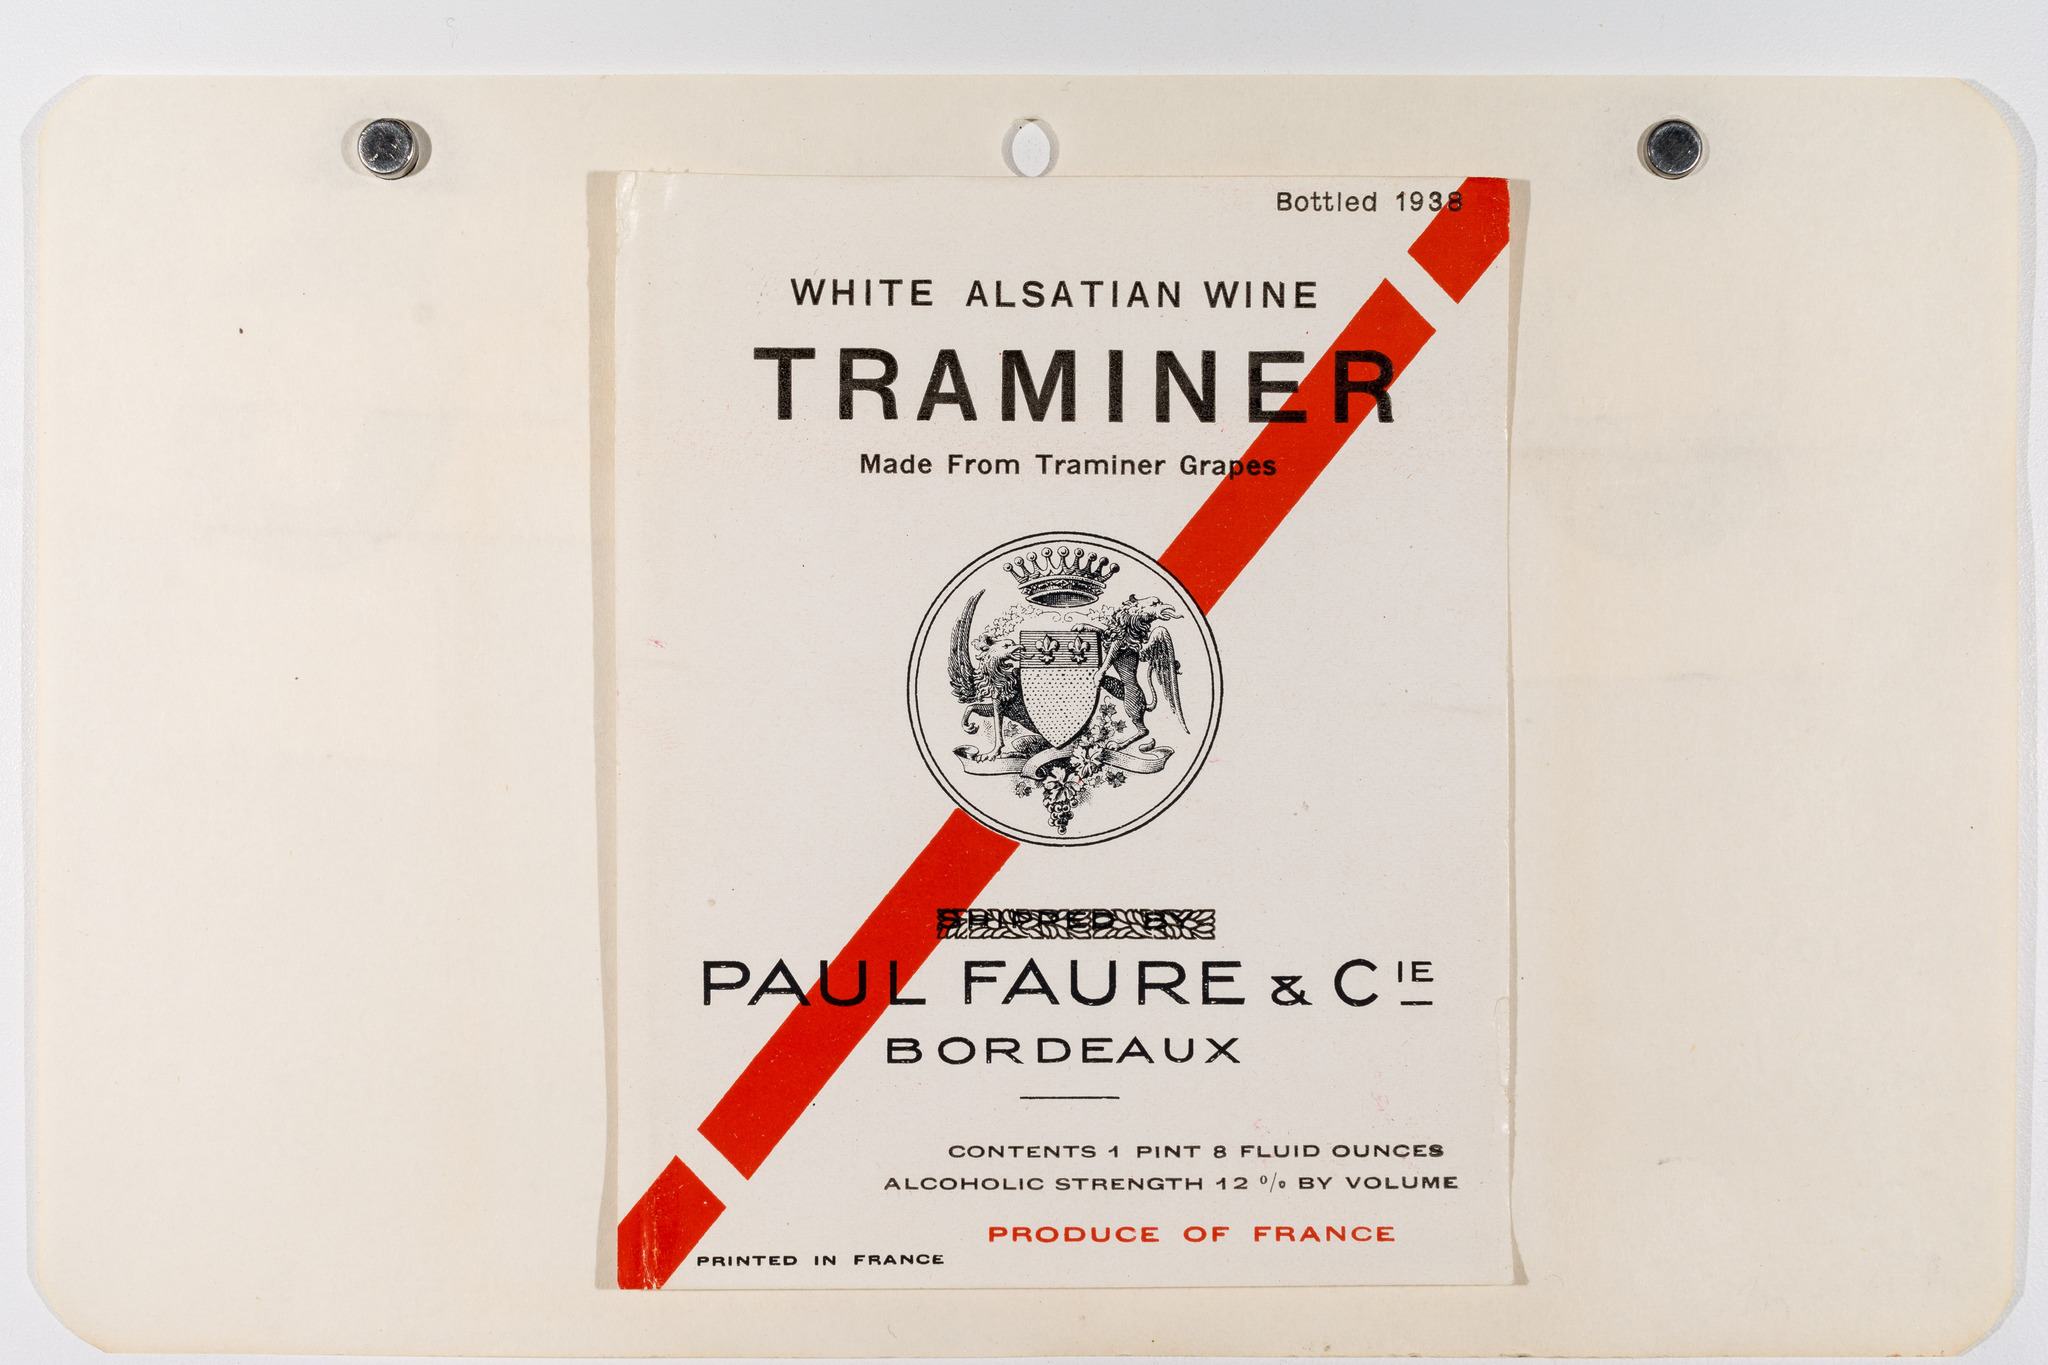 Bottled 1938
WHITE ALSATIAN WINE
TRAMINER
Made From Traminer Grapes
SHIPPED BY
PAUL FAURE & CIE
BORDEAUX
CONTENTS 1 PINT 8 FLUID OUNCES
ALCOHOLIC STRENGTH 12 % BY VOLUME
PRODUCE OF FRANCE
PRINTED IN FRANCE